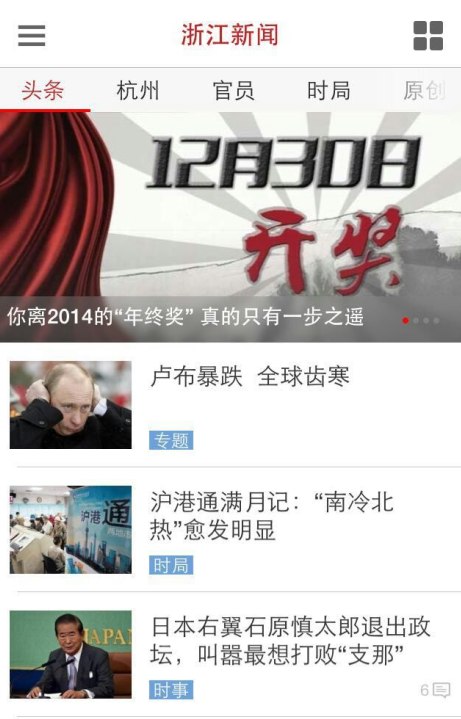 浙江新闻
头条 杭州 官员 时局 原创
12月30日
开奖
你离2014的“年终奖” 真的只有一步之遥
卢布暴跌 全球齿寒
专题
沪港通
沪港通满月记：“南冷北
热”愈发明显
时局
JAPAN
日本右翼石原慎太郎退出政
坛，叫嚣最想打败“支那”
时事
6